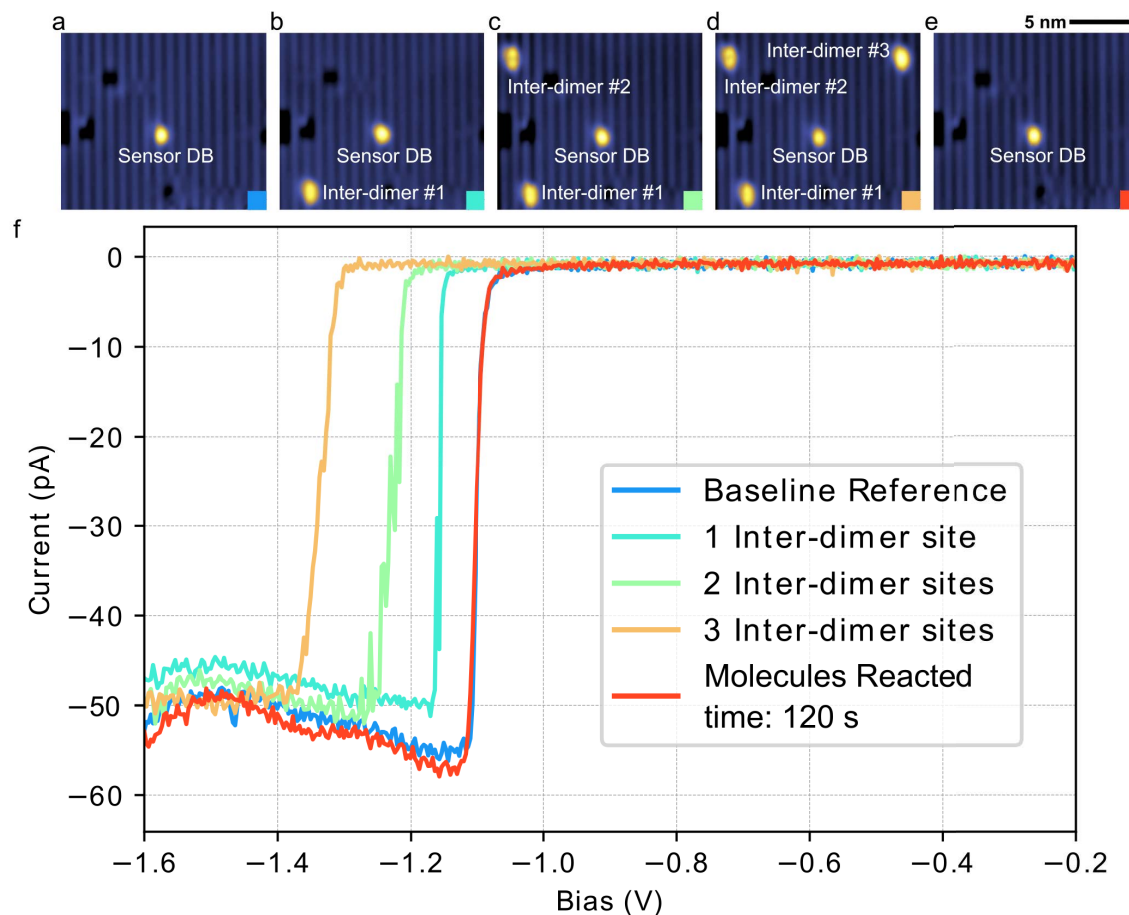 a b c d e 5 nm
Sensor DB
Sensor DB
Inter-dimer #1
Inter-dimer #2
Sensor DB
Inter-dimer #1
Inter-dimer #3
Inter-dimer #2
Sensor DB
Inter-dimer #1
Sensor DB
f
0
−10
−20
−30
−40
−50
−60
Current (pA)
Baseline Reference
1 Inter-dimer site
2 Inter-dimer sites
3 Inter-dimer sites
Molecules Reacted
time: 120 s
−1.6 −1.4 −1.2 −1.0 −0.8 −0.6 −0.4 −0.2
Bias (V)